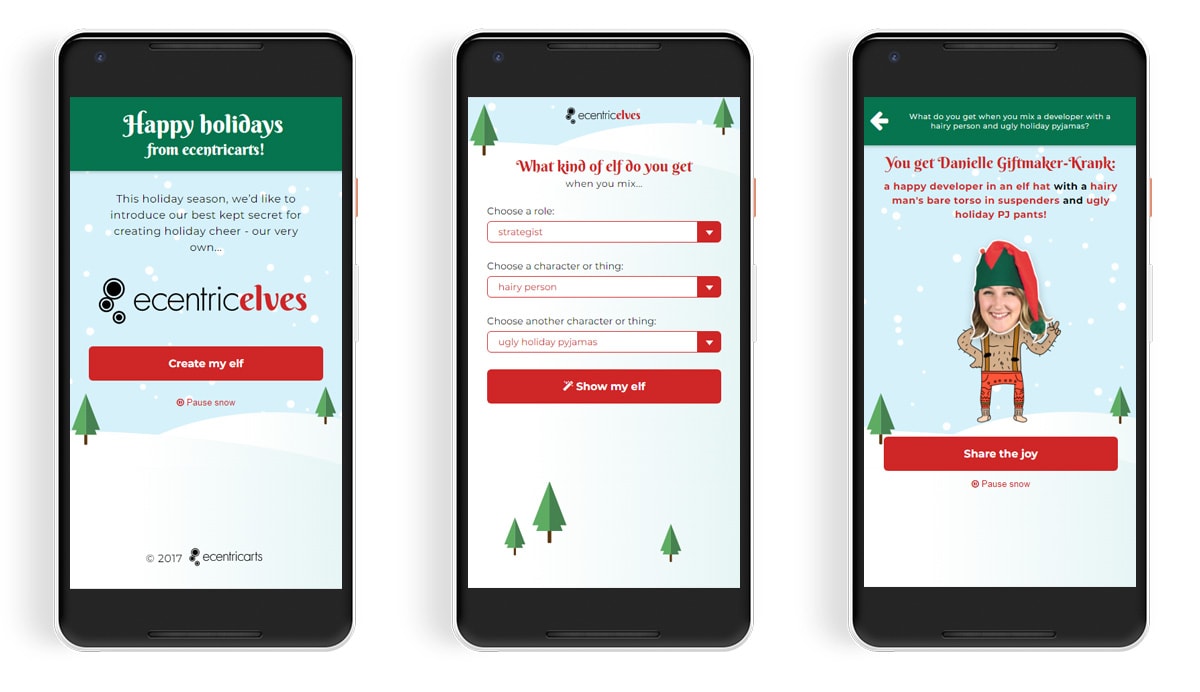 Happy holidays
from ecentricarts!
This holiday season, we’d like to
introduce our best kept secret for
creating holiday cheer - our very
own...
ecentricelves
Create my elf
Pause snow
© 2017 ecentricarts
ecentricelves
What kind of elf do you get
when you mix...
Choose a role:
strategist
Choose a character or thing:
hairy person
Choose another character or thing:
ugly holiday pyjamas
Show my elf
What do you get when you mix a developer with a
hairy person and ugly holiday pyjamas?
You get Danielle Giftmaker-Krank:
a happy developer in an elf hat with a hairy
man's bare torso in suspenders and ugly
holiday PJ pants!
Share the joy
Pause snow